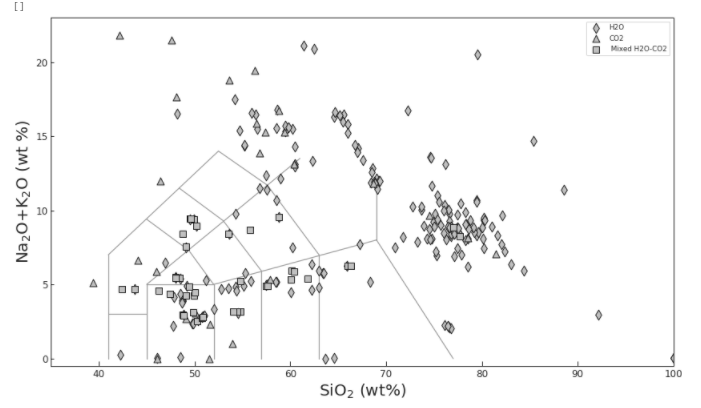 [ ]
H2O
CO2
Mixed H2O-CO2
20
15
10
5
0
Na₂O+K₂O (wt %)
40 50 60 70 80 90 100
SiO₂ (wt%)